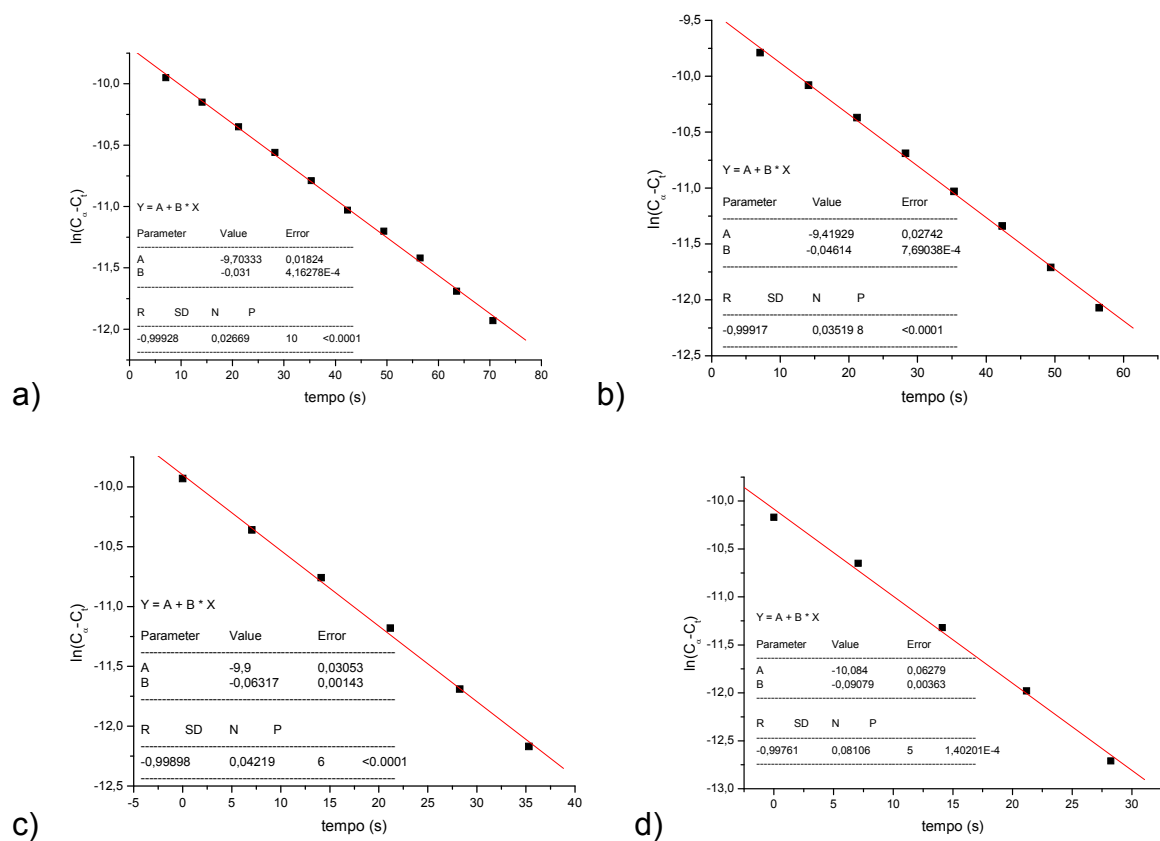 a)
-10,0
-10,5
-11,0
-11,5
-12,0
ln(Cα-Ct)
Y = A + B * X
Parameter Value Error
------------------------------------------------------------
A -9,70333 0,01824
B -0,031 4,16278E-4
------------------------------------------------------------
R SD N P
------------------------------------------------------------
-0,99928 0,02669 10 <0.0001
------------------------------------------------------------
0 10 20 30 40 50 60 70 80
tempo (s)
b)
-9,5
-10,0
-10,5
-11,0
-11,5
-12,0
-12,5
ln(Cα-Ct)
Y = A + B * X
Parameter Value Error
------------------------------------------------------------
A -9,41929 0,02742
B -0,04614 7,69038E-4
------------------------------------------------------------
R SD N P
------------------------------------------------------------
-0,99917 0,03519 8 <0.0001
------------------------------------------------------------
0 10 20 30 40 50 60
tempo (s)
c)
-10,0
-10,5
-11,0
-11,5
-12,0
-12,5
ln(Cα-Ct)
Y = A + B * X
Parameter Value Error
------------------------------------------------------------
A -9,9 0,03053
B -0,06317 0,00143
------------------------------------------------------------
R SD N P
------------------------------------------------------------
-0,99898 0,04219 6 <0.0001
------------------------------------------------------------
-5 0 5 10 15 20 25 30 35 40
tempo (s)
d)
-10,0
-10,5
-11,0
-11,5
-12,0
-12,5
-13,0
ln(Cα-Ct)
Y = A + B * X
Parameter Value Error
------------------------------------------------------------
A -10,084 0,06279
B -0,09079 0,00363
------------------------------------------------------------
R SD N P
------------------------------------------------------------
-0,99761 0,08106 5 1,40201E-4
------------------------------------------------------------
0 5 10 15 20 25 30
tempo (s)